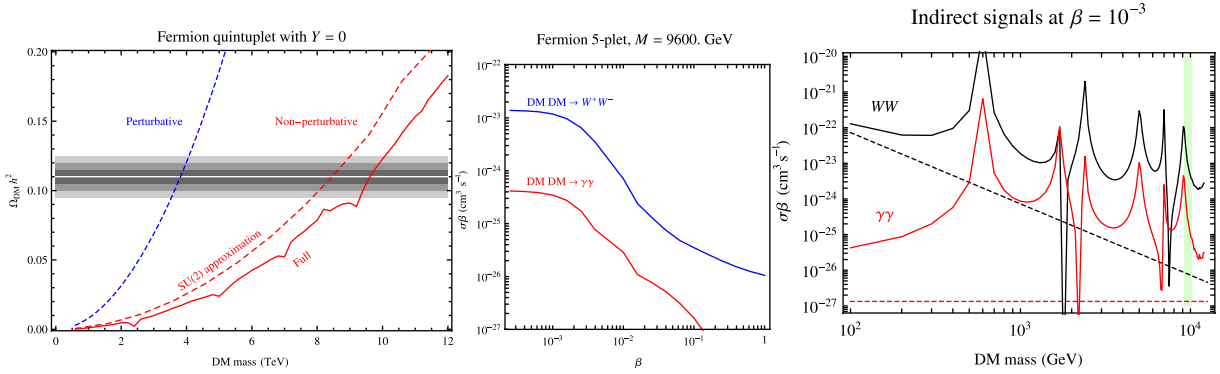 Fermion quintuplet with Y = 0
0.20
0.15
0.10
0.05
0.00
Ω_DM h²
Perturbative
Non-perturbative
SU(2) approximation
Full
0 2 4 6 8 10 12
DM mass (TeV)
Fermion 5-plet, M = 9600. GeV
10⁻²²
10⁻²³
10⁻²⁴
10⁻²⁵
10⁻²⁶
10⁻²⁷
σβ (cm³ s⁻¹)
DM DM → W⁺W⁻
DM DM → γγ
10⁻³ 10⁻² 10⁻¹ 1
β
Indirect signals at β = 10⁻³
10⁻²⁰
10⁻²¹
10⁻²²
10⁻²³
10⁻²⁴
10⁻²⁵
10⁻²⁶
10⁻²⁷
σβ (cm³ s⁻¹)
WW
γγ
10² 10³ 10⁴
DM mass (GeV)